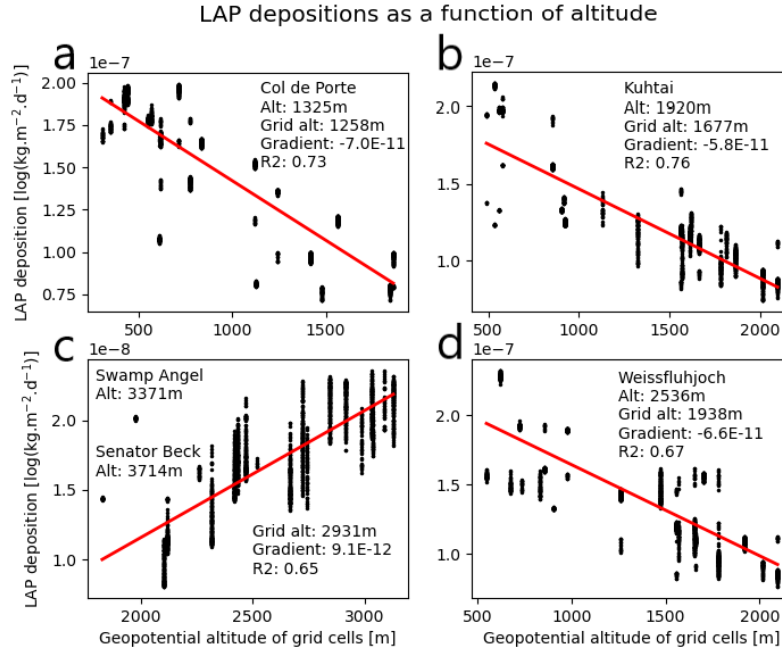 LAP depositions as a function of altitude
a
1e−7
LAP deposition [log(kg.m⁻².d⁻¹)]
2.00
1.75
1.50
1.25
1.00
0.75
Col de Porte
Alt: 1325m
Grid alt: 1258m
Gradient: -7.0E-11
R2: 0.73
500
1000
1500
b
1e−7
2.0
1.5
1.0
Kuhtai
Alt: 1920m
Grid alt: 1677m
Gradient: -5.8E-11
R2: 0.76
500
1000
1500
2000
c
1e−8
LAP deposition [log(kg.m⁻².d⁻¹)]
2.0
1.5
1.0
Swamp Angel
Alt: 3371m
Senator Beck
Alt: 3714m
Grid alt: 2931m
Gradient: 9.1E-12
R2: 0.65
2000
2500
3000
Geopotential altitude of grid cells [m]
d
1e−7
2.0
1.5
1.0
Weissfluhjoch
Alt: 2536m
Grid alt: 1938m
Gradient: -6.6E-11
R2: 0.67
500
1000
1500
2000
Geopotential altitude of grid cells [m]